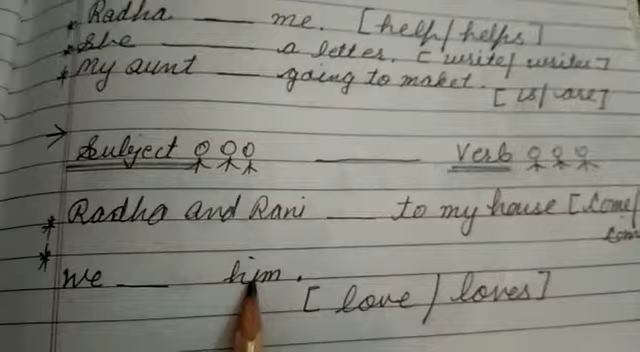 * Radha ___ me. [help/helps]
* She ___ a letter. [write/writes]
* My aunt ___ going to maket.
[is/are]
→ Subject ___ Verb
* Radha and Rani ___ to my house [come/
* We ___ him.
[love/loves]